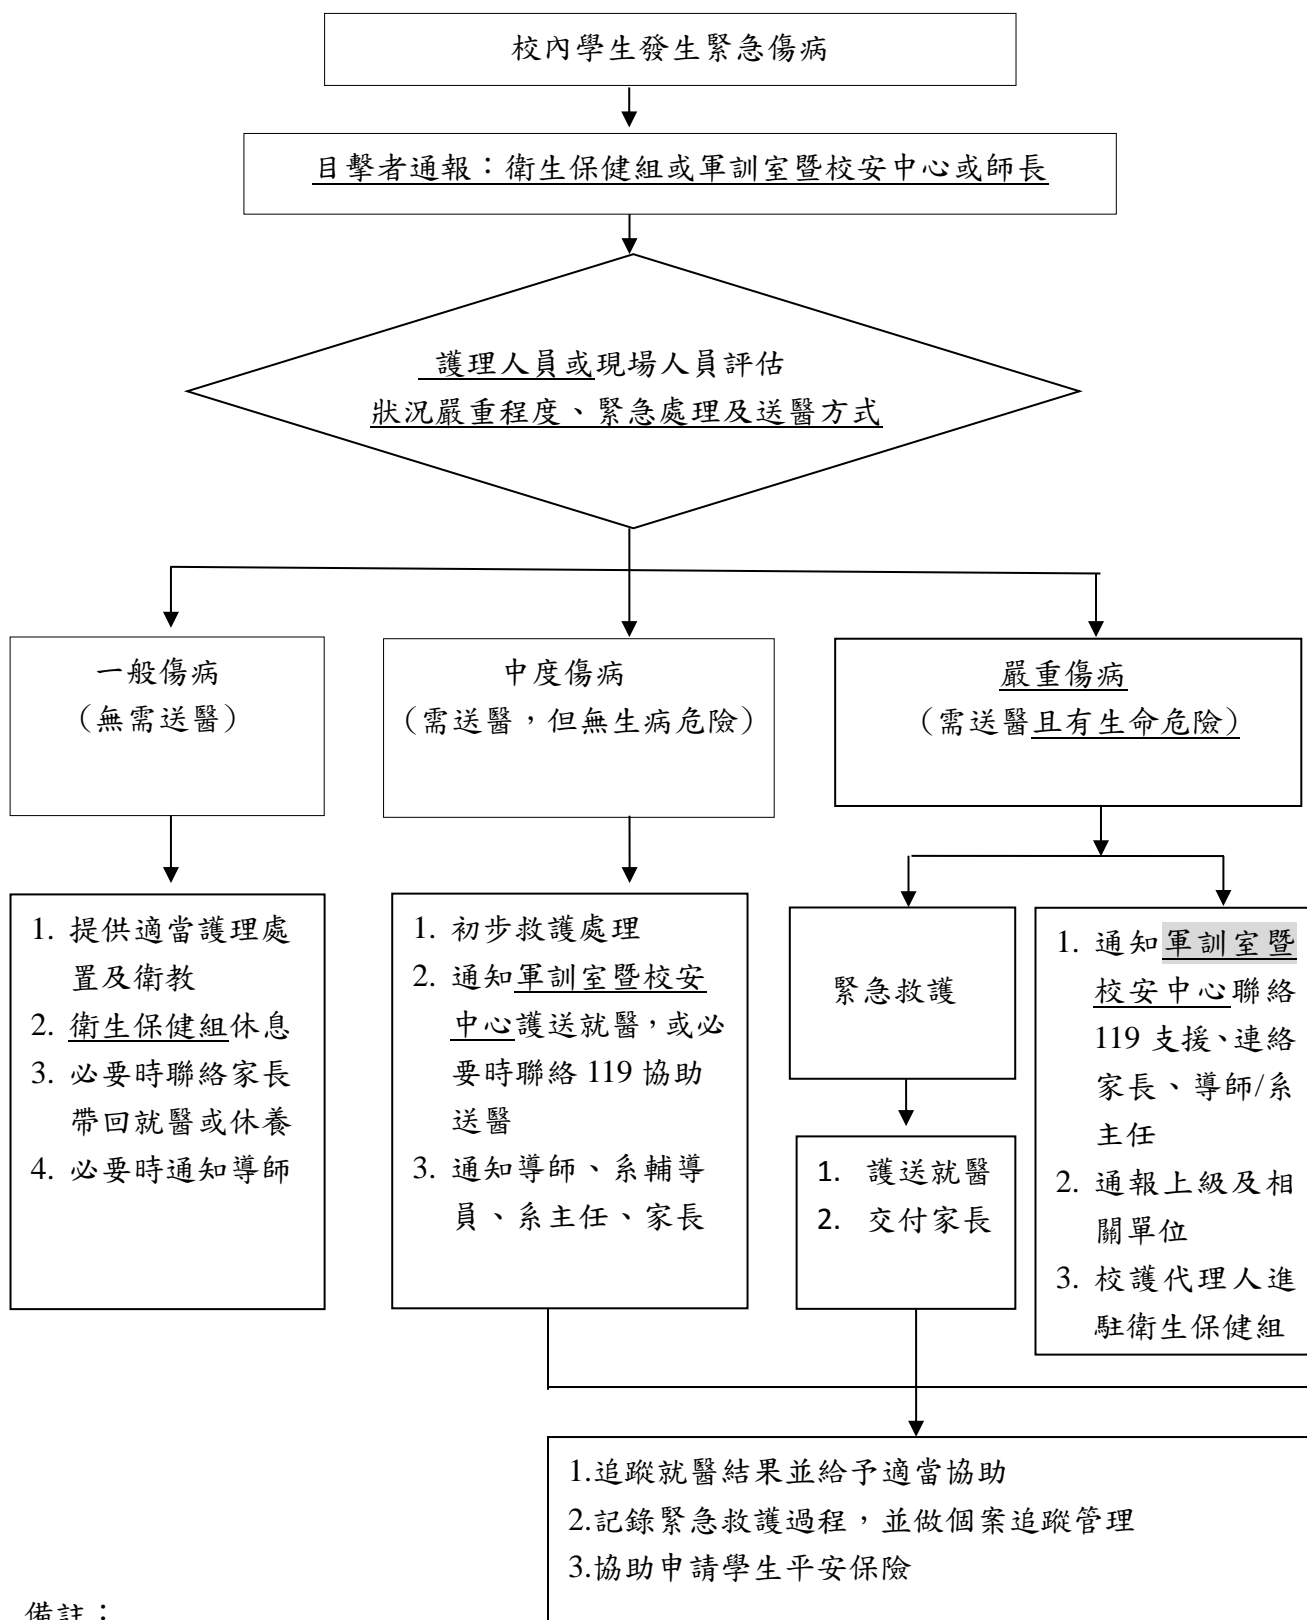 校內學生發生緊急傷病
目擊者通報：衛生保健組或軍訓室暨校安中心或師長
護理人員或現場人員評估
狀況嚴重程度、緊急處理及送醫方式
一般傷病
（無需送醫）
中度傷病
（需送醫，但無生病危險）
嚴重傷病
（需送醫且有生命危險）
1. 提供適當護理處
置及衛教
2. 衛生保健組休息
3. 必要時聯絡家長
帶回就醫或休養
4. 必要時通知導師
1. 初步救護處理
2. 通知軍訓室暨校安
中心護送就醫，或必
要時聯絡 119 協助
送醫
3. 通知導師、系輔導
員、系主任、家長
緊急救護
1. 護送就醫
2. 交付家長
1. 通知軍訓室暨
校安中心聯絡
119 支援、連絡
家長、導師/系
主任
2. 通報上級及相
關單位
3. 校護代理人進
駐衛生保健組
1.追蹤就醫結果並給予適當協助
2.記錄緊急救護過程，並做個案追蹤管理
3.協助申請學生平安保險
備註：